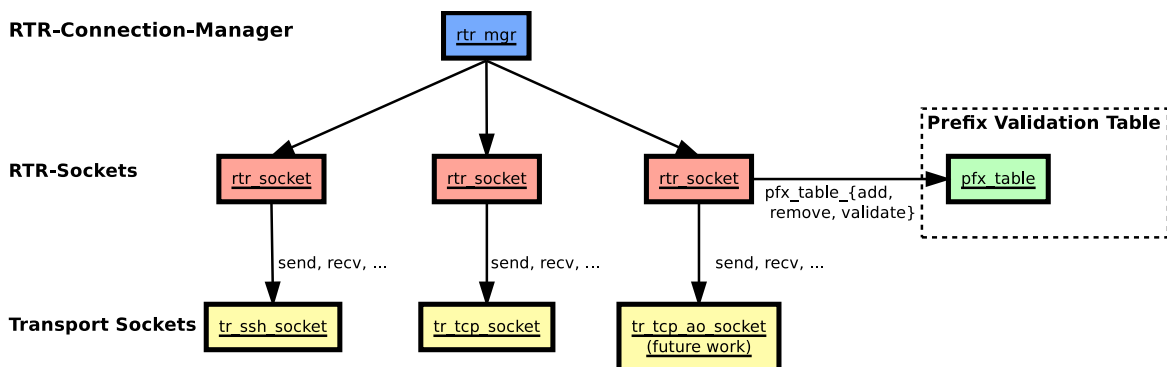 RTR-Connection-Manager
rtr_mgr
Prefix Validation Table
RTR-Sockets
rtr_socket
rtr_socket
rtr_socket
pfx_table_{add,
remove, validate}
pfx_table
send, recv, ...
send, recv, ...
send, recv, ...
Transport Sockets
tr_ssh_socket
tr_tcp_socket
tr_tcp_ao_socket
(future work)